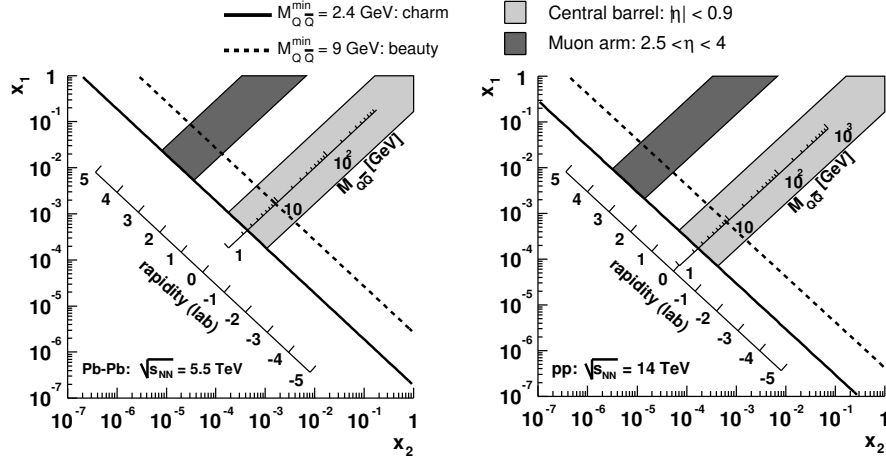 M^min_QQ̄ = 2.4 GeV: charm
M^min_QQ̄ = 9 GeV: beauty
Central barrel: |η| < 0.9
Muon arm: 2.5 < η < 4
x₁
1
10⁻¹
10⁻²
10⁻³
10⁻⁴
10⁻⁵
10⁻⁶
10⁻⁷
10⁻⁷ 10⁻⁶ 10⁻⁵ 10⁻⁴ 10⁻³ 10⁻² 10⁻¹ 1
x₂
5 4 3 2 1 0 -1 -2 -3 -4 -5
rapidity (lab)
1 10 10²
M_QQ̄ [GeV]
Pb-Pb: √s_NN = 5.5 TeV
x₁
1
10⁻¹
10⁻²
10⁻³
10⁻⁴
10⁻⁵
10⁻⁶
10⁻⁷
10⁻⁷ 10⁻⁶ 10⁻⁵ 10⁻⁴ 10⁻³ 10⁻² 10⁻¹ 1
x₂
5 4 3 2 1 0 -1 -2 -3 -4 -5
rapidity (lab)
1 10 10² 10³
M_QQ̄ [GeV]
pp: √s_NN = 14 TeV